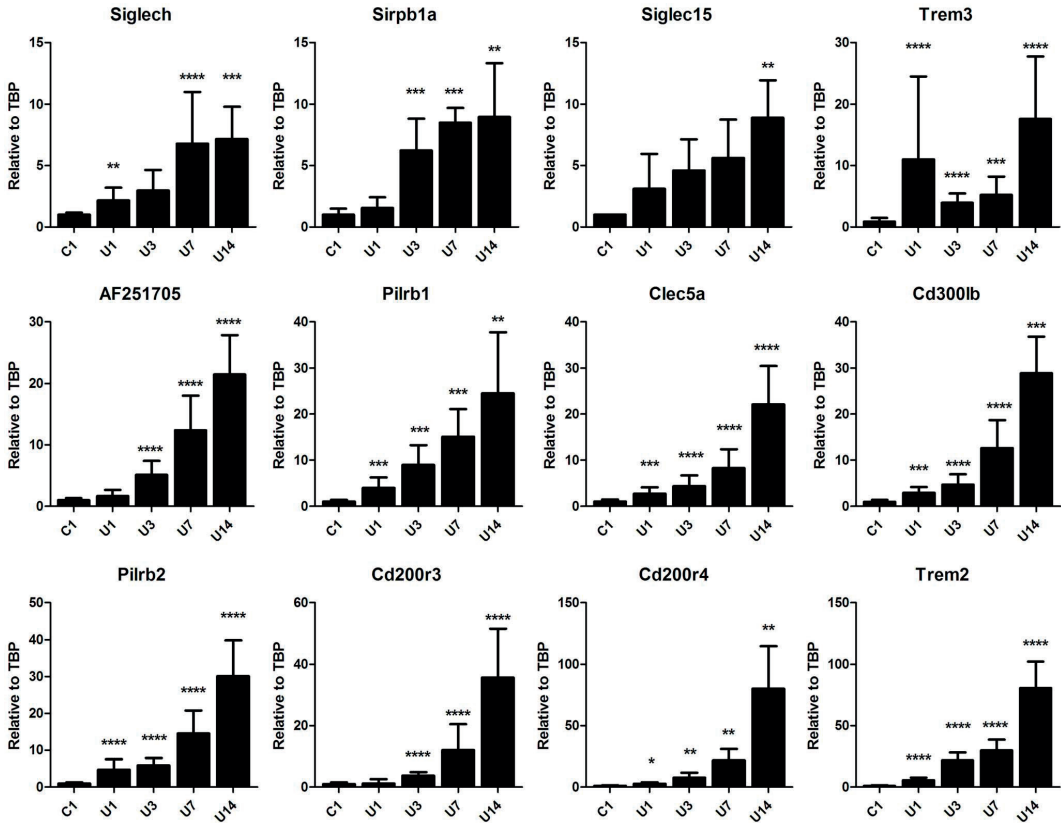 Siglech
Sirpb1a
Siglec15
Trem3
Relative to TBP
15
10
5
0
**
****
***
C1
U1
U3
U7
U14
Relative to TBP
15
10
5
0
***
***
**
C1
U1
U3
U7
U14
Relative to TBP
15
10
5
0
**
C1
U1
U3
U7
U14
Relative to TBP
30
20
10
0
****
****
***
****
C1
U1
U3
U7
U14
AF251705
Pilrb1
Clec5a
Cd300lb
Relative to TBP
30
20
10
0
****
****
****
C1
U1
U3
U7
U14
Relative to TBP
40
30
20
10
0
***
***
***
**
C1
U1
U3
U7
U14
Relative to TBP
40
30
20
10
0
***
****
****
****
C1
U1
U3
U7
U14
Relative to TBP
40
30
20
10
0
***
****
****
***
C1
U1
U3
U7
U14
Pilrb2
Cd200r3
Cd200r4
Trem2
Relative to TBP
50
40
30
20
10
0
****
****
****
****
C1
U1
U3
U7
U14
Relative to TBP
60
40
20
0
****
****
****
C1
U1
U3
U7
U14
Relative to TBP
150
100
50
0
*
**
**
**
C1
U1
U3
U7
U14
Relative to TBP
150
100
50
0
****
****
****
****
C1
U1
U3
U7
U14